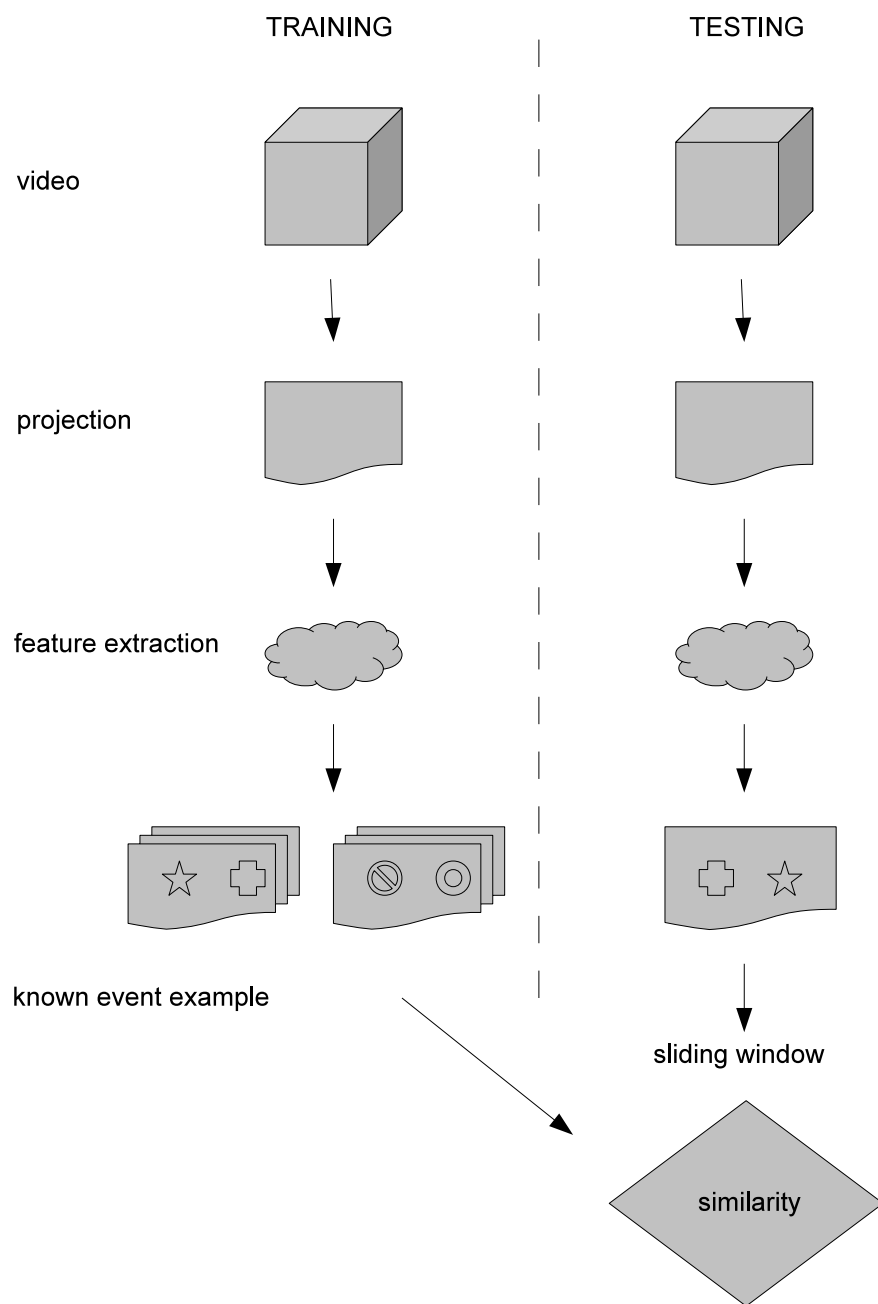 TRAINING
TESTING
video
projection
feature extraction
known event example
sliding window
similarity